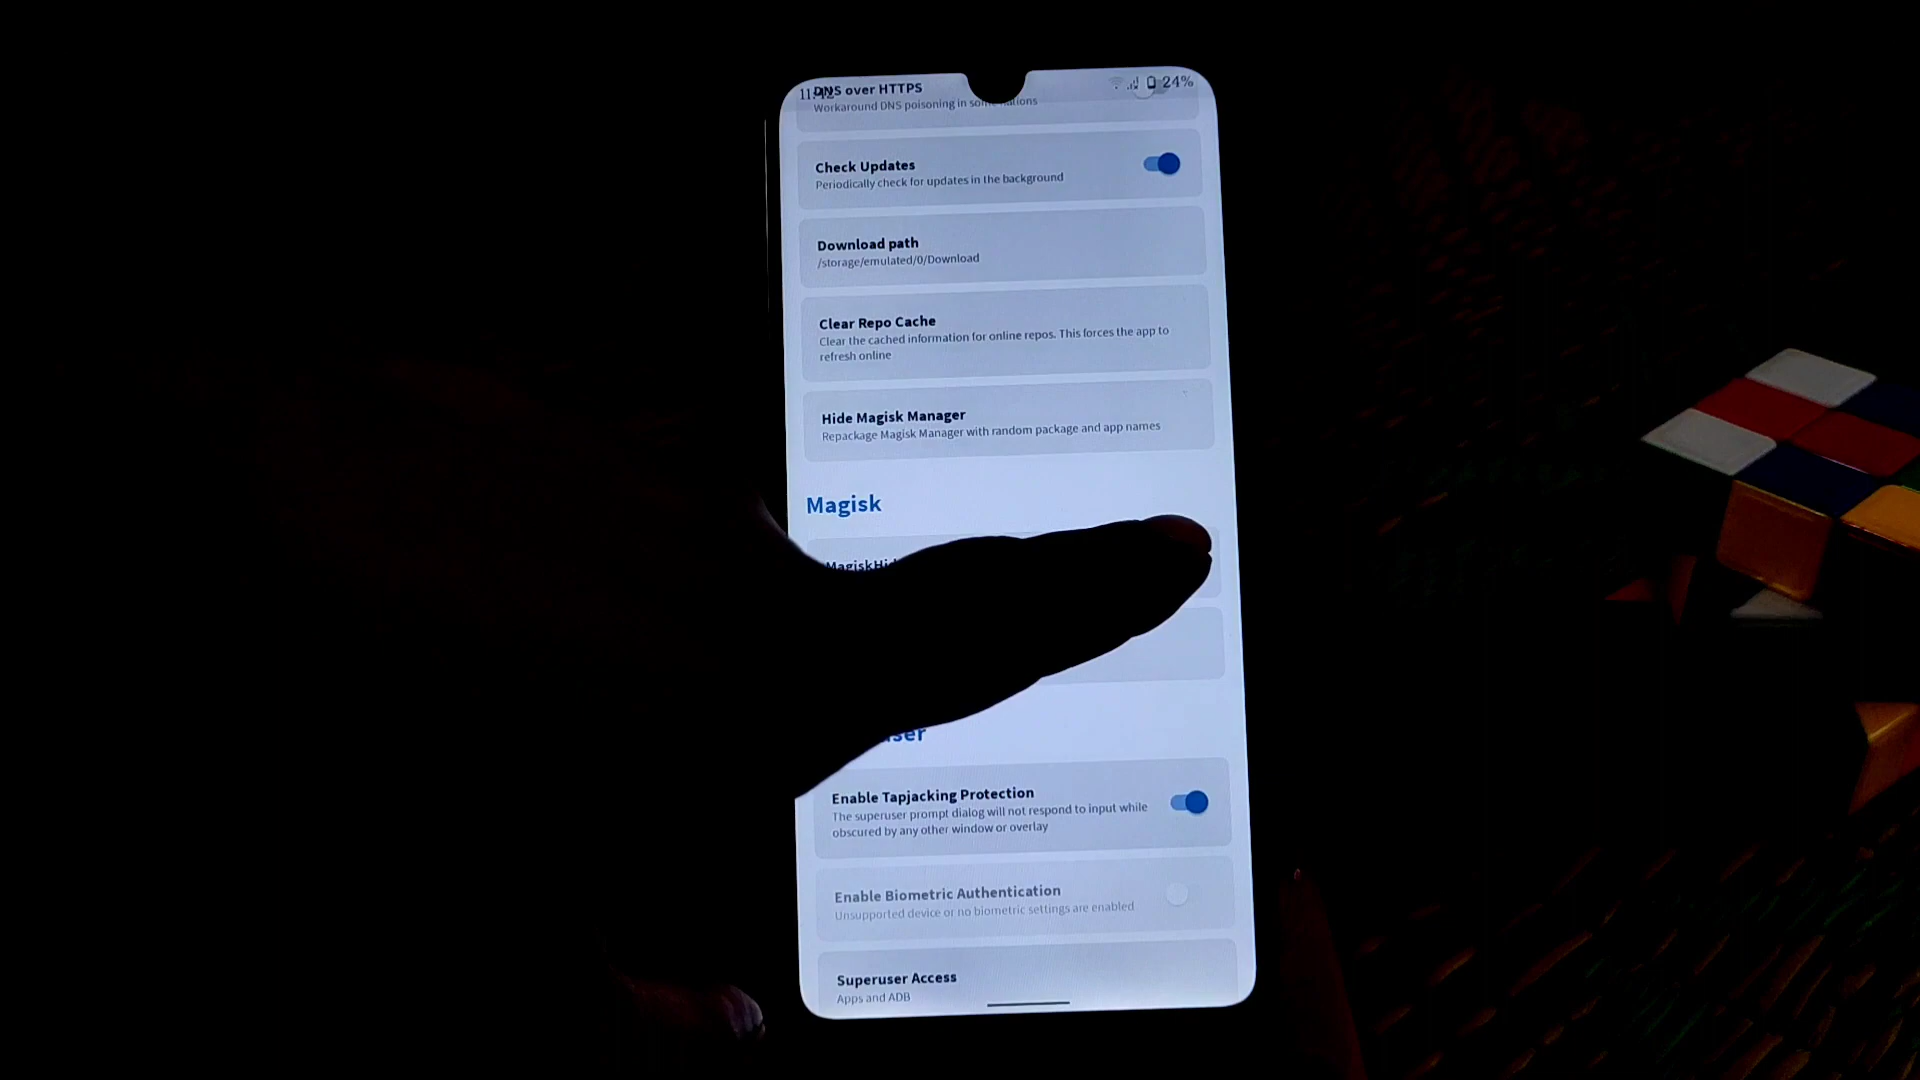 24%
DNS over HTTPS
Workaround DNS poisoning in some nations
Check Updates
Periodically check for updates in the background
Download path
/storage/emulated/0/Download
Clear Repo Cache
Clear the cached information for online repos. This forces the app to
refresh online
Hide Magisk Manager
Repackage Magisk Manager with random package and app names
Magisk
Enable Tapjacking Protection
The superuser prompt dialog will not respond to input while
obscured by any other window or overlay
Enable Biometric Authentication
Unsupported device or no biometric settings are enabled
Superuser Access
Apps and ADB